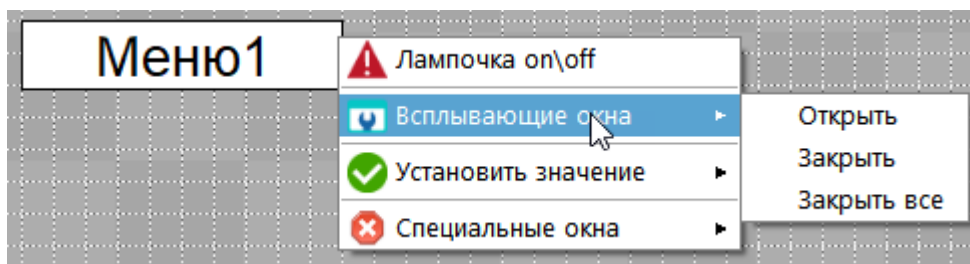 Меню1
Лампочка on\off
Всплывающие окна
Открыть
Закрыть
Закрыть все
Установить значение
Специальные окна